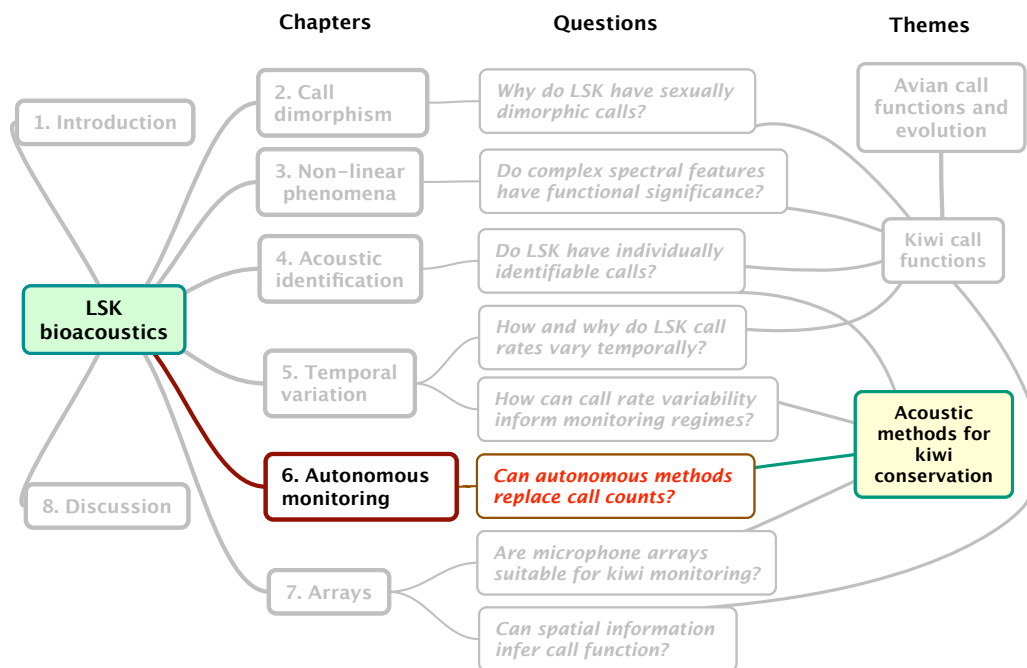 Chapters
Questions
Themes
1. Introduction
2. Call
dimorphism
Why do LSK have sexually
dimorphic calls?
Avian call
functions and
evolution
3. Non-linear
phenomena
Do complex spectral features
have functional significance?
Kiwi call
functions
4. Acoustic
identification
Do LSK have individually
identifiable calls?
LSK
bioacoustics
5. Temporal
variation
How and why do LSK call
rates vary temporally?
How can call rate variability
inform monitoring regimes?
Acoustic
methods for
kiwi
conservation
6. Autonomous
monitoring
Can autonomous methods
replace call counts?
8. Discussion
7. Arrays
Are microphone arrays
suitable for kiwi monitoring?
Can spatial information
infer call function?